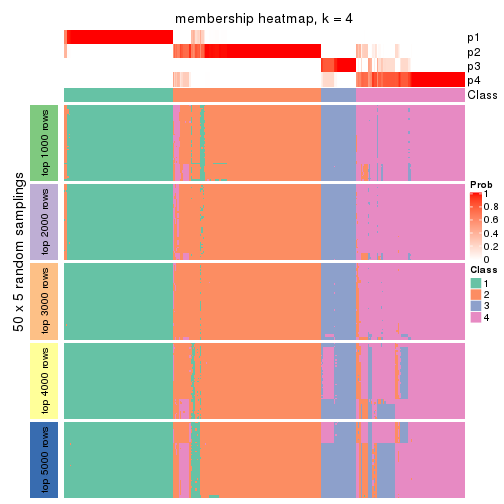 membership heatmap, k = 4
p1
p2
p3
p4
Class
50 x 5 random samplings
top 1000 rows
top 2000 rows
top 3000 rows
top 4000 rows
top 5000 rows
Prob
1
0.8
0.6
0.4
0.2
0
Class
1
2
3
4